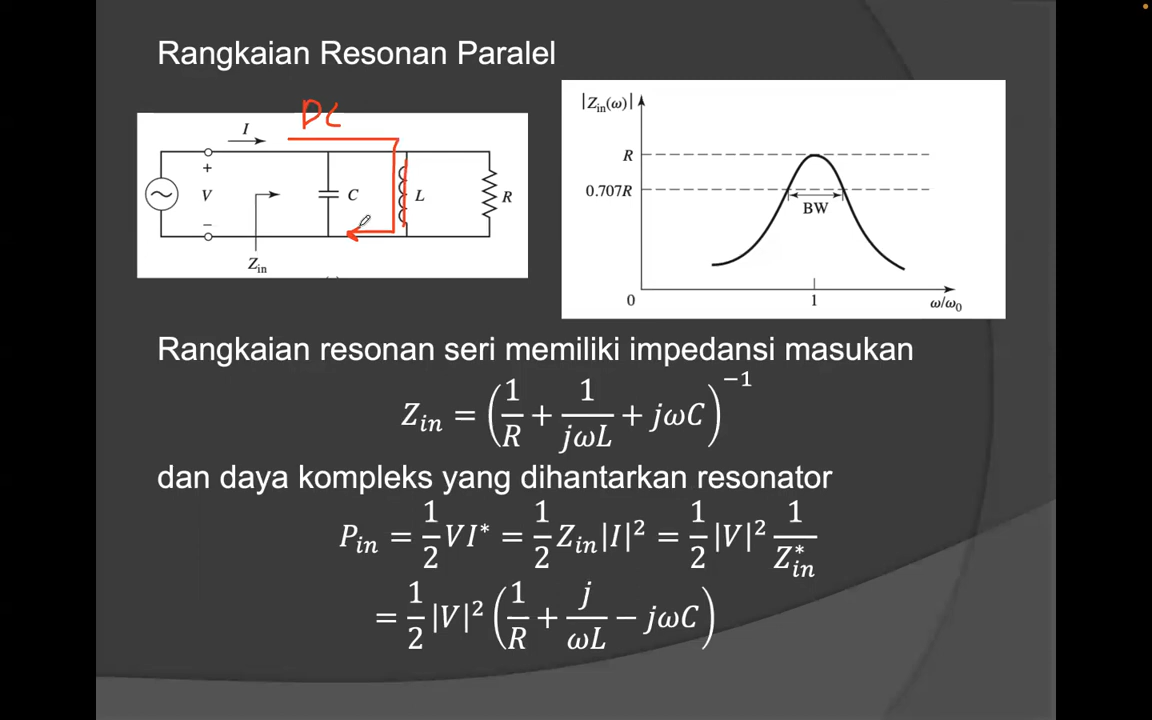 Rangkaian Resonan Paralel
DC
I
+
V
−
C
L
R
Z_in
|Z_in(ω)|
R
0.707R
BW
0
1
ω/ω₀
Rangkaian resonan seri memiliki impedansi masukan
Z_in = (1/R + 1/(jωL) + jωC)^−1
dan daya kompleks yang dihantarkan resonator
P_in = 1/2 VI* = 1/2 Z_in|I|² = 1/2 |V|² 1/Z*_in
= 1/2 |V|² (1/R + j/(ωL) − jωC)